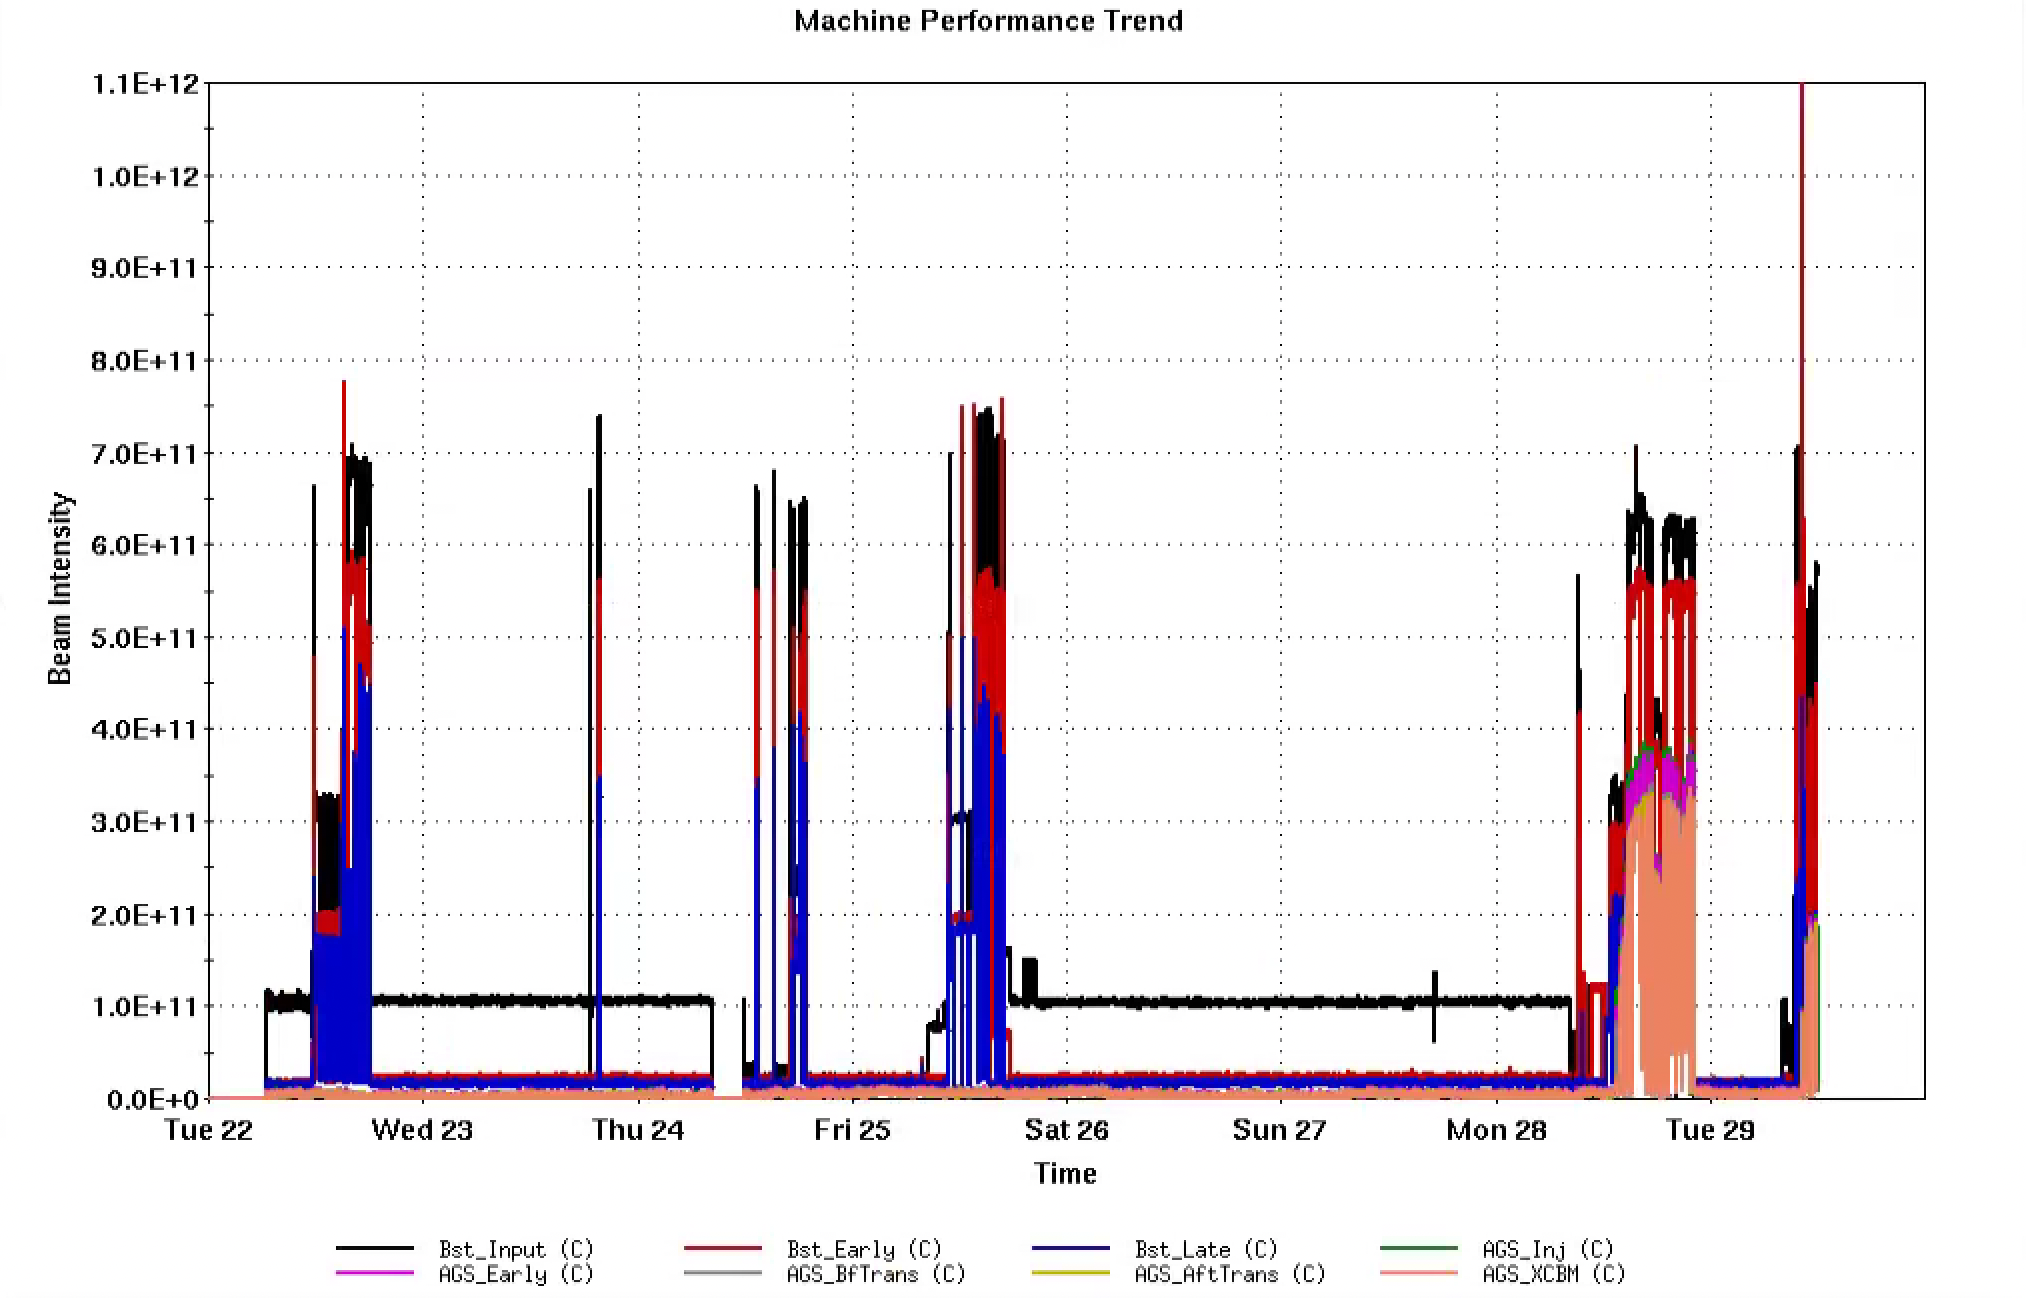 Machine Performance Trend
1.1E+12
1.0E+12
9.0E+11
8.0E+11
7.0E+11
6.0E+11
5.0E+11
4.0E+11
3.0E+11
2.0E+11
1.0E+11
0.0E+0
Beam Intensity
Tue 22 Wed 23 Thu 24 Fri 25 Sat 26 Sun 27 Mon 28 Tue 29
Time
Bst_Input (C) Bst_Early (C) Bst_Late (C) AGS_Inj (C)
AGS_Early (C) AGS_BfTrans (C) AGS_AftTrans (C) AGS_XCBM (C)